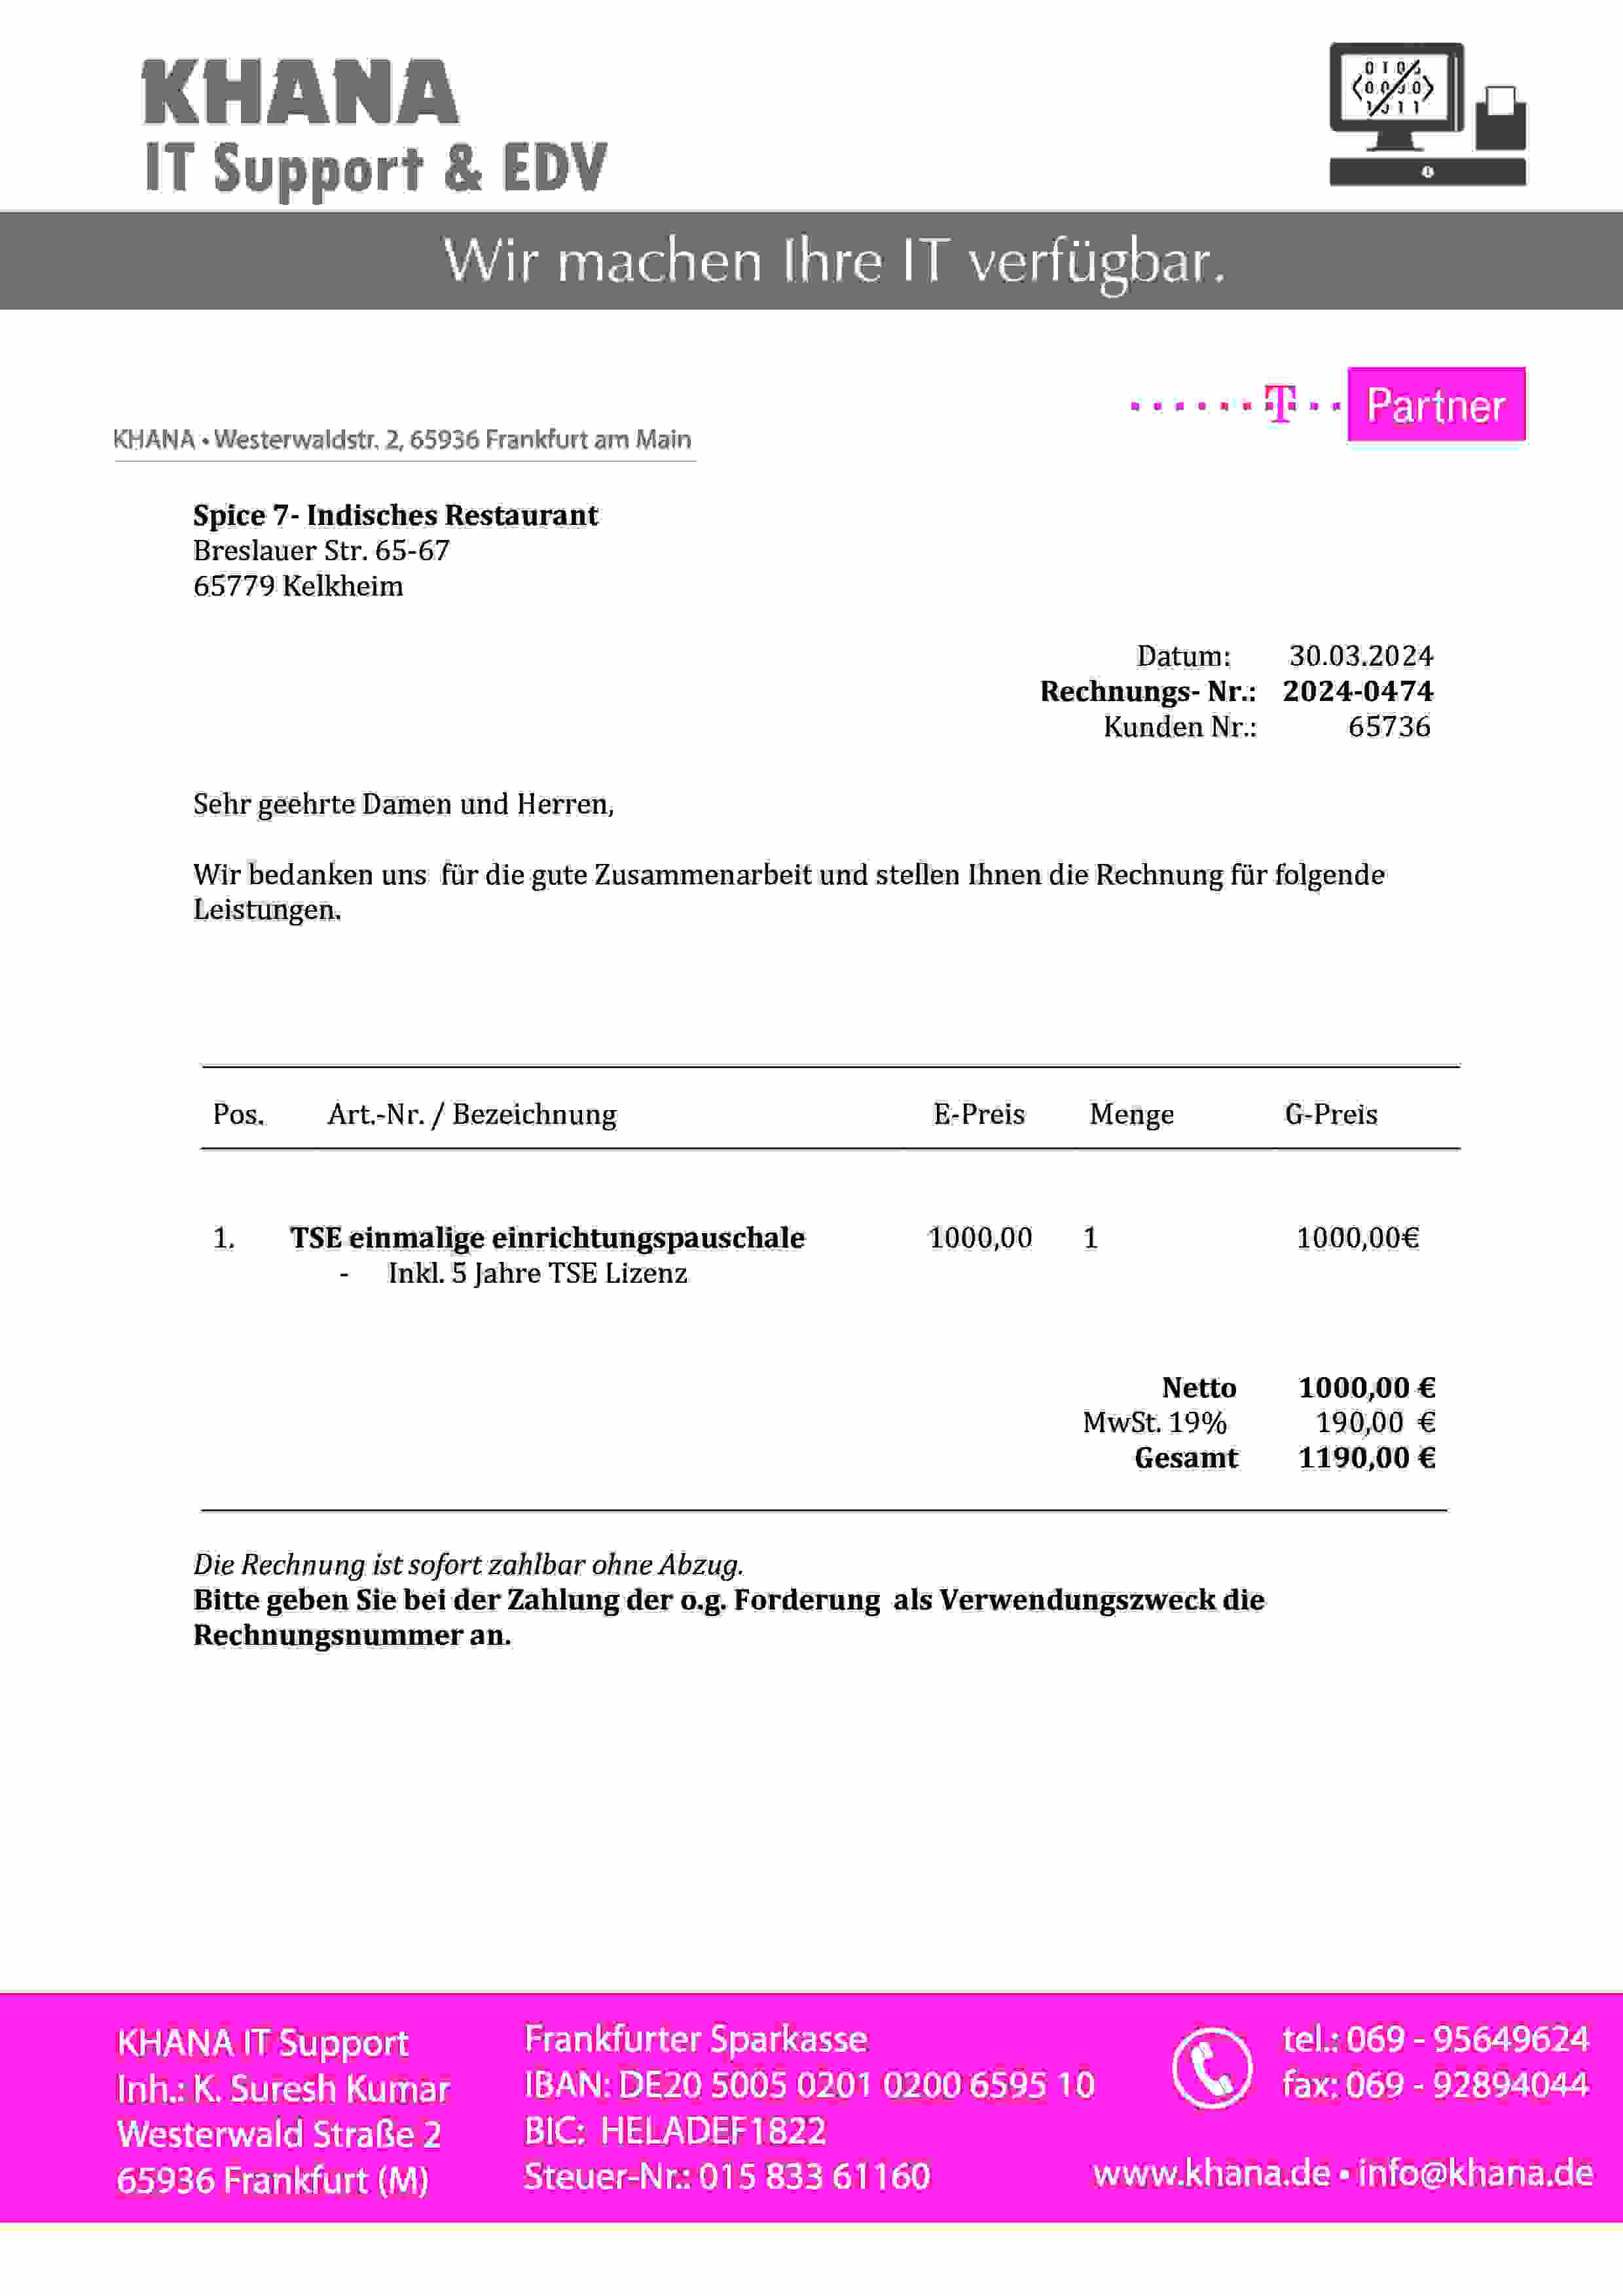 KHANA
IT Support & EDV
Wir machen Ihre IT verfügbar.
T Partner
KHANA • Westerwaldstr. 2, 65936 Frankfurt am Main
Spice 7- Indisches Restaurant
Breslauer Str. 65-67
65779 Kelkheim
Datum: 30.03.2024
Rechnungs- Nr.: 2024-0474
Kunden Nr.: 65736
Sehr geehrte Damen und Herren,
Wir bedanken uns für die gute Zusammenarbeit und stellen Ihnen die Rechnung für folgende
Leistungen.
Pos. Art.-Nr. / Bezeichnung E-Preis Menge G-Preis
1. TSE einmalige einrichtungspauschale 1000,00 1 1000,00€
- Inkl. 5 Jahre TSE Lizenz
Netto 1000,00 €
MwSt. 19% 190,00 €
Gesamt 1190,00 €
Die Rechnung ist sofort zahlbar ohne Abzug.
Bitte geben Sie bei der Zahlung der o.g. Forderung als Verwendungszweck die
Rechnungsnummer an.
KHANA IT Support
Inh.: K. Suresh Kumar
Westerwald Straße 2
65936 Frankfurt (M)
Frankfurter Sparkasse
IBAN: DE20 5005 0201 0200 6595 10
BIC: HELADEF1822
Steuer-Nr.: 015 833 61160
tel.: 069 - 95649624
fax: 069 - 92894044
www.khana.de • info@khana.de